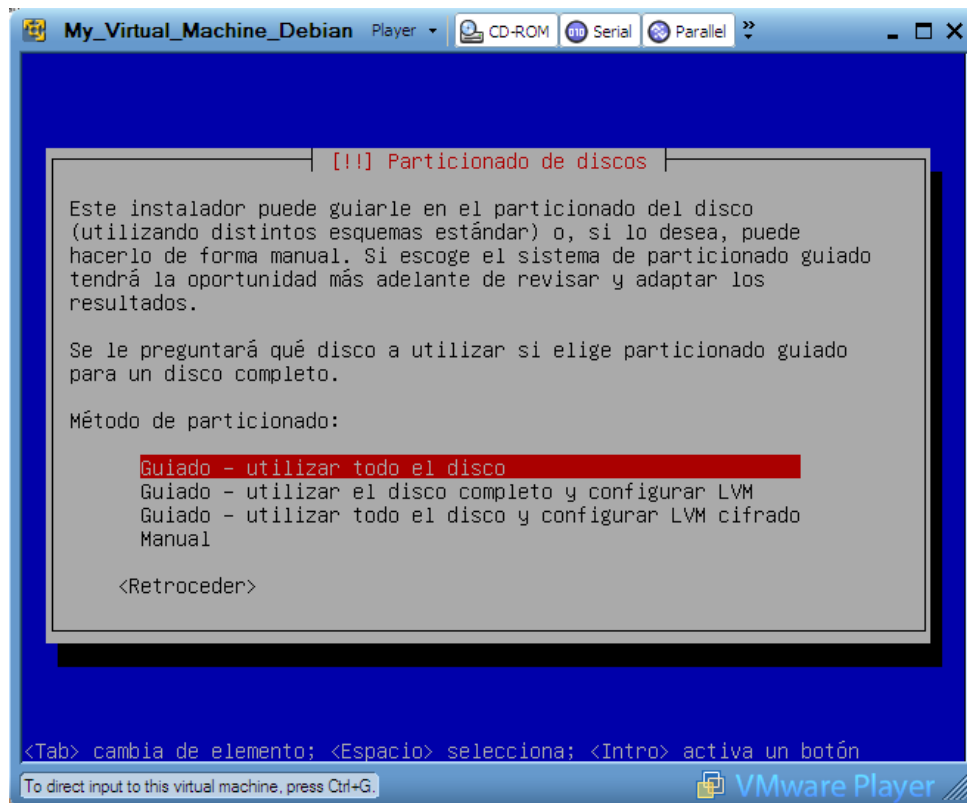 My_Virtual_Machine_Debian Player CD-ROM Serial Parallel
[!!] Particionado de discos
Este instalador puede guiarle en el particionado del disco
(utilizando distintos esquemas estándar) o, si lo desea, puede
hacerlo de forma manual. Si escoge el sistema de particionado guiado
tendrá la oportunidad más adelante de revisar y adaptar los
resultados.
Se le preguntará qué disco a utilizar si elige particionado guiado
para un disco completo.
Método de particionado:
Guiado - utilizar todo el disco
Guiado - utilizar el disco completo y configurar LVM
Guiado - utilizar todo el disco y configurar LVM cifrado
Manual
<Retroceder>
<Tab> cambia de elemento; <Espacio> selecciona; <Intro> activa un botón
To direct input to this virtual machine, press Ctrl+G. VMware Player